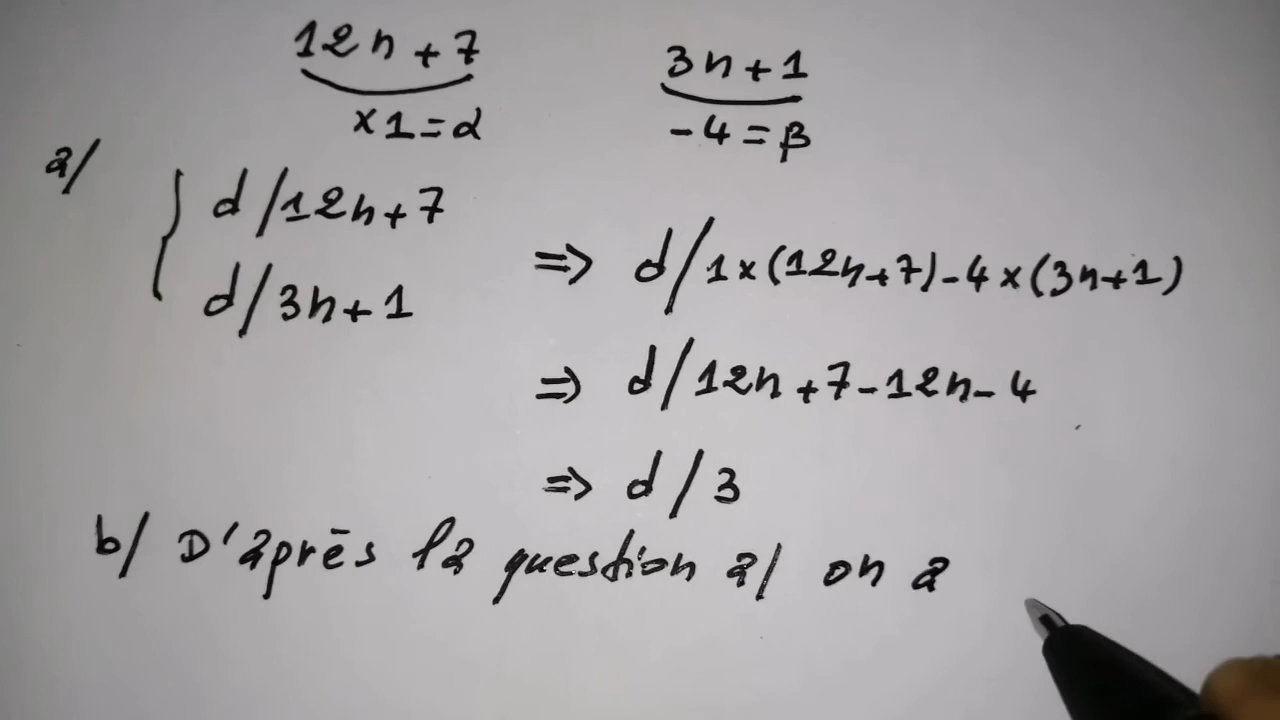 12n+7 3n+1
×1=α -4=β
a/
d/12n+7
d/3n+1
=> d/1×(12n+7)-4×(3n+1)
=> d/12n+7-12n-4
=> d/3
b/ D'après la question a/ on a